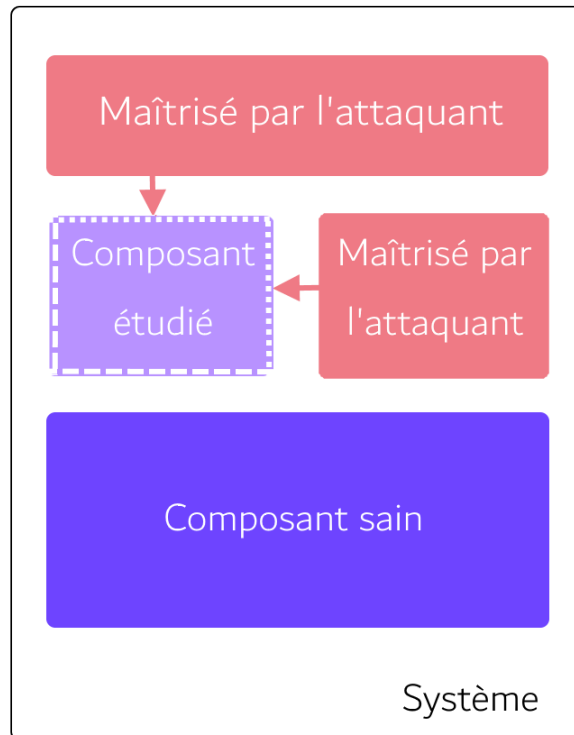 Maîtrisé par l'attaquant
Composant
étudié
Maîtrisé par
l'attaquant
Composant sain
Système